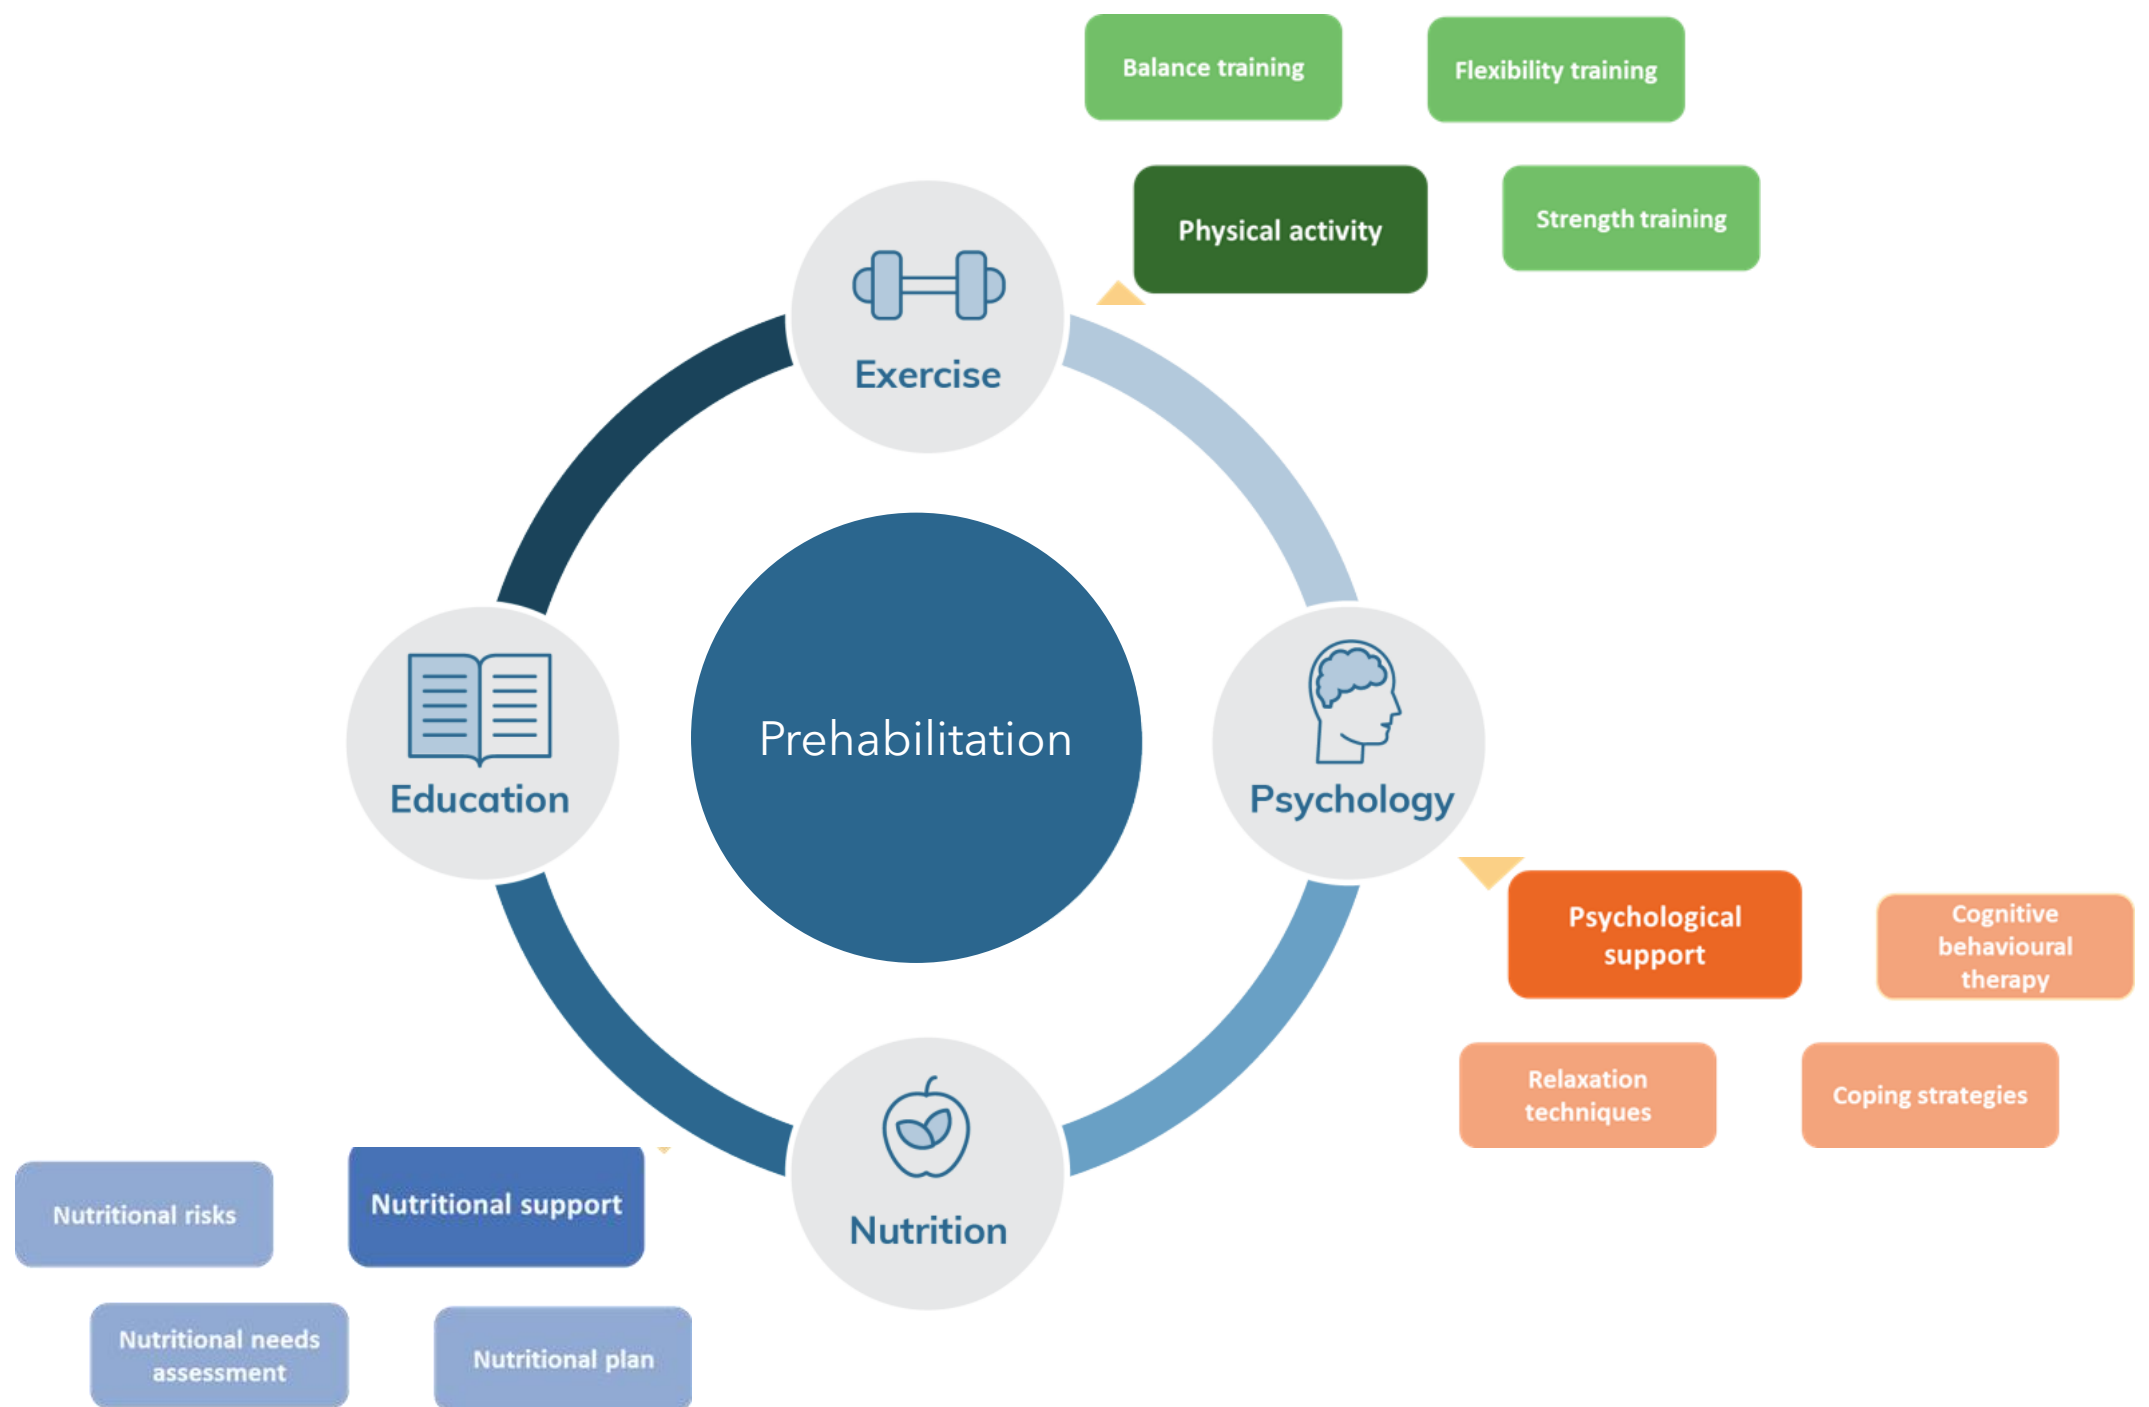 Balance training
Flexibility training
Physical activity
Strength training
Exercise
Prehabilitation
Education
Psychology
Psychological
support
Cognitive
behavioural
therapy
Relaxation
techniques
Coping strategies
Nutritional risks
Nutritional support
Nutrition
Nutritional needs
assessment
Nutritional plan